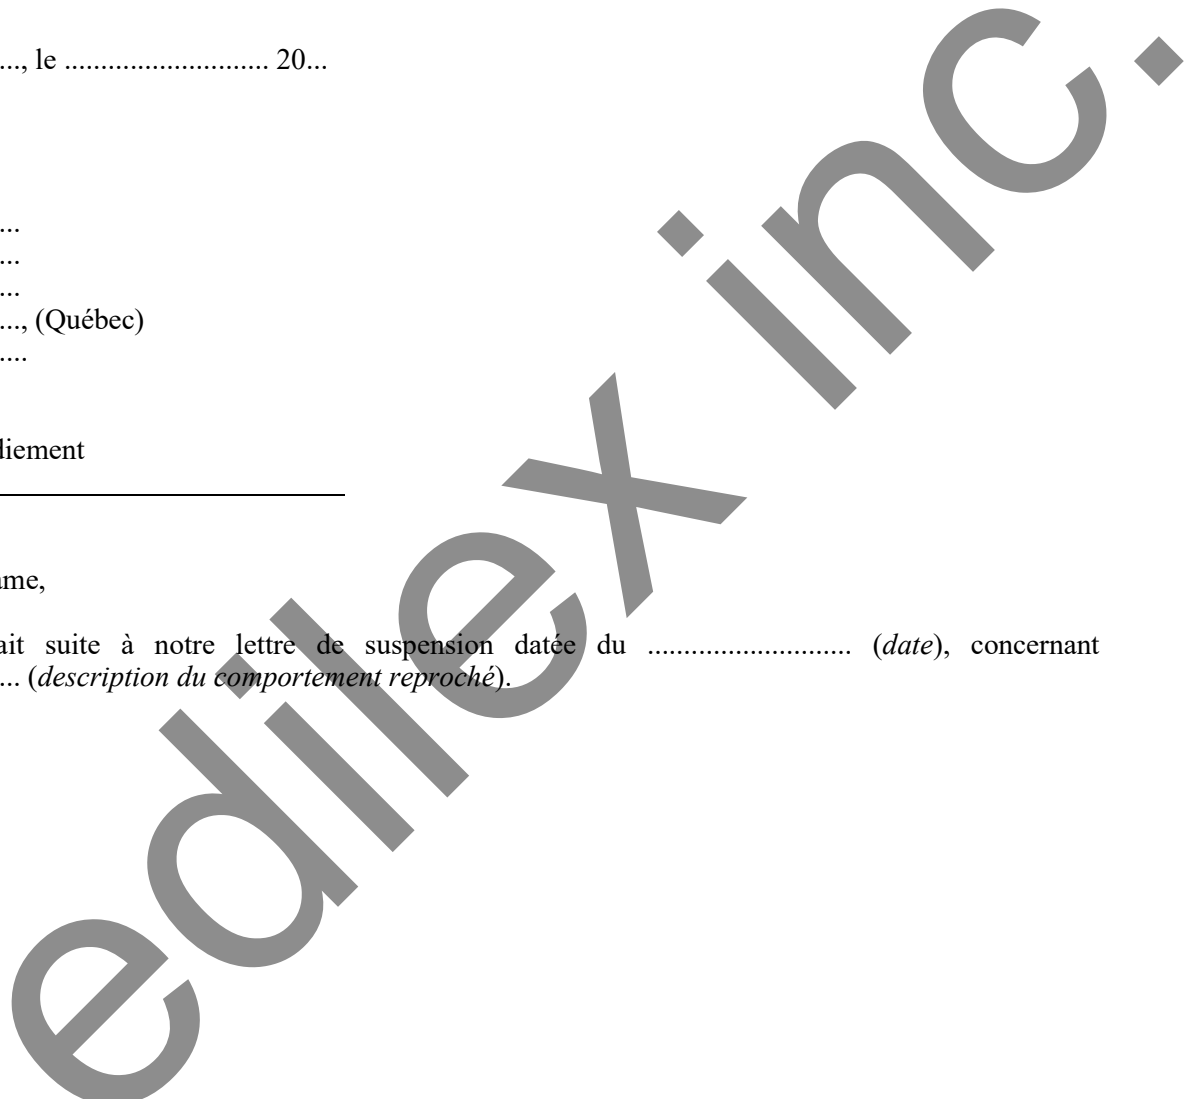 ..., le ............................ 20...
...
...
...
..., (Québec)
....
diement
ame,
ait suite à notre lettre de suspension datée du ............................ (date), concernant
... (description du comportement reproché).
edilex inc.